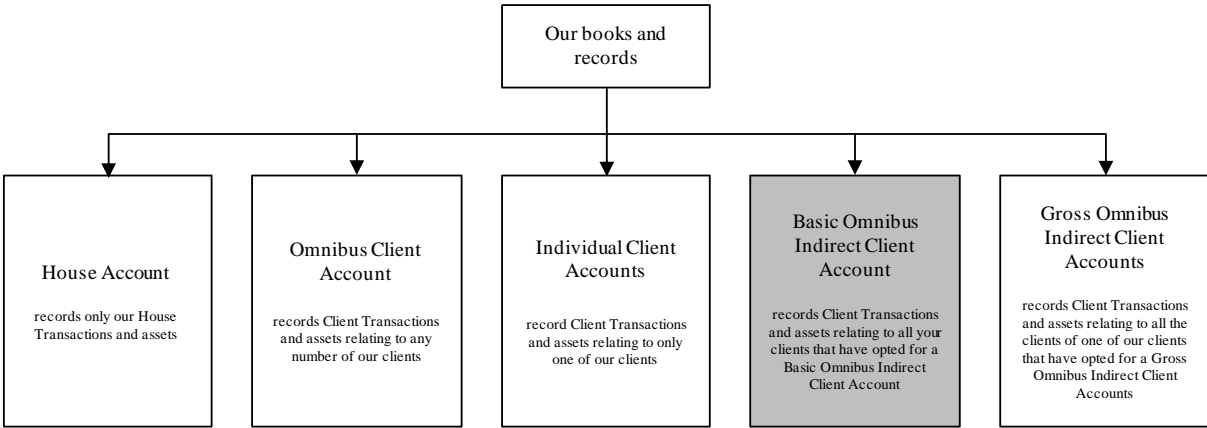 Our books and
records
House Account
records only our House
Transactions and assets
Omnibus Client
Account
records Client Transactions
and assets relating to any
number of our clients
Individual Client
Accounts
record Client Transactions
and assets relating to only
one of our clients
Basic Omnibus
Indirect Client
Account
records Client Transactions
and assets relating to all your
clients that have opted for a
Basic Omnibus Indirect
Client Account
Gross Omnibus
Indirect Client
Accounts
records Client Transactions
and assets relating to all the
clients of one of our clients
that have opted for a Gross
Omnibus Indirect Client
Accounts